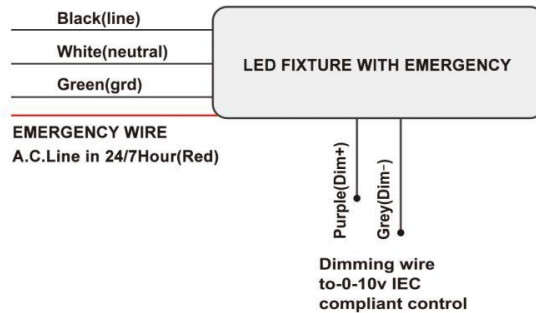 Black(line)
White(neutral)
Green(grd)
LED FIXTURE WITH EMERGENCY
EMERGENCY WIRE
A.C.Line in 24/7Hour(Red)
Purple(Dim+)
Grey(Dim-)
Dimming wire
to-0-10v IEC
compliant control